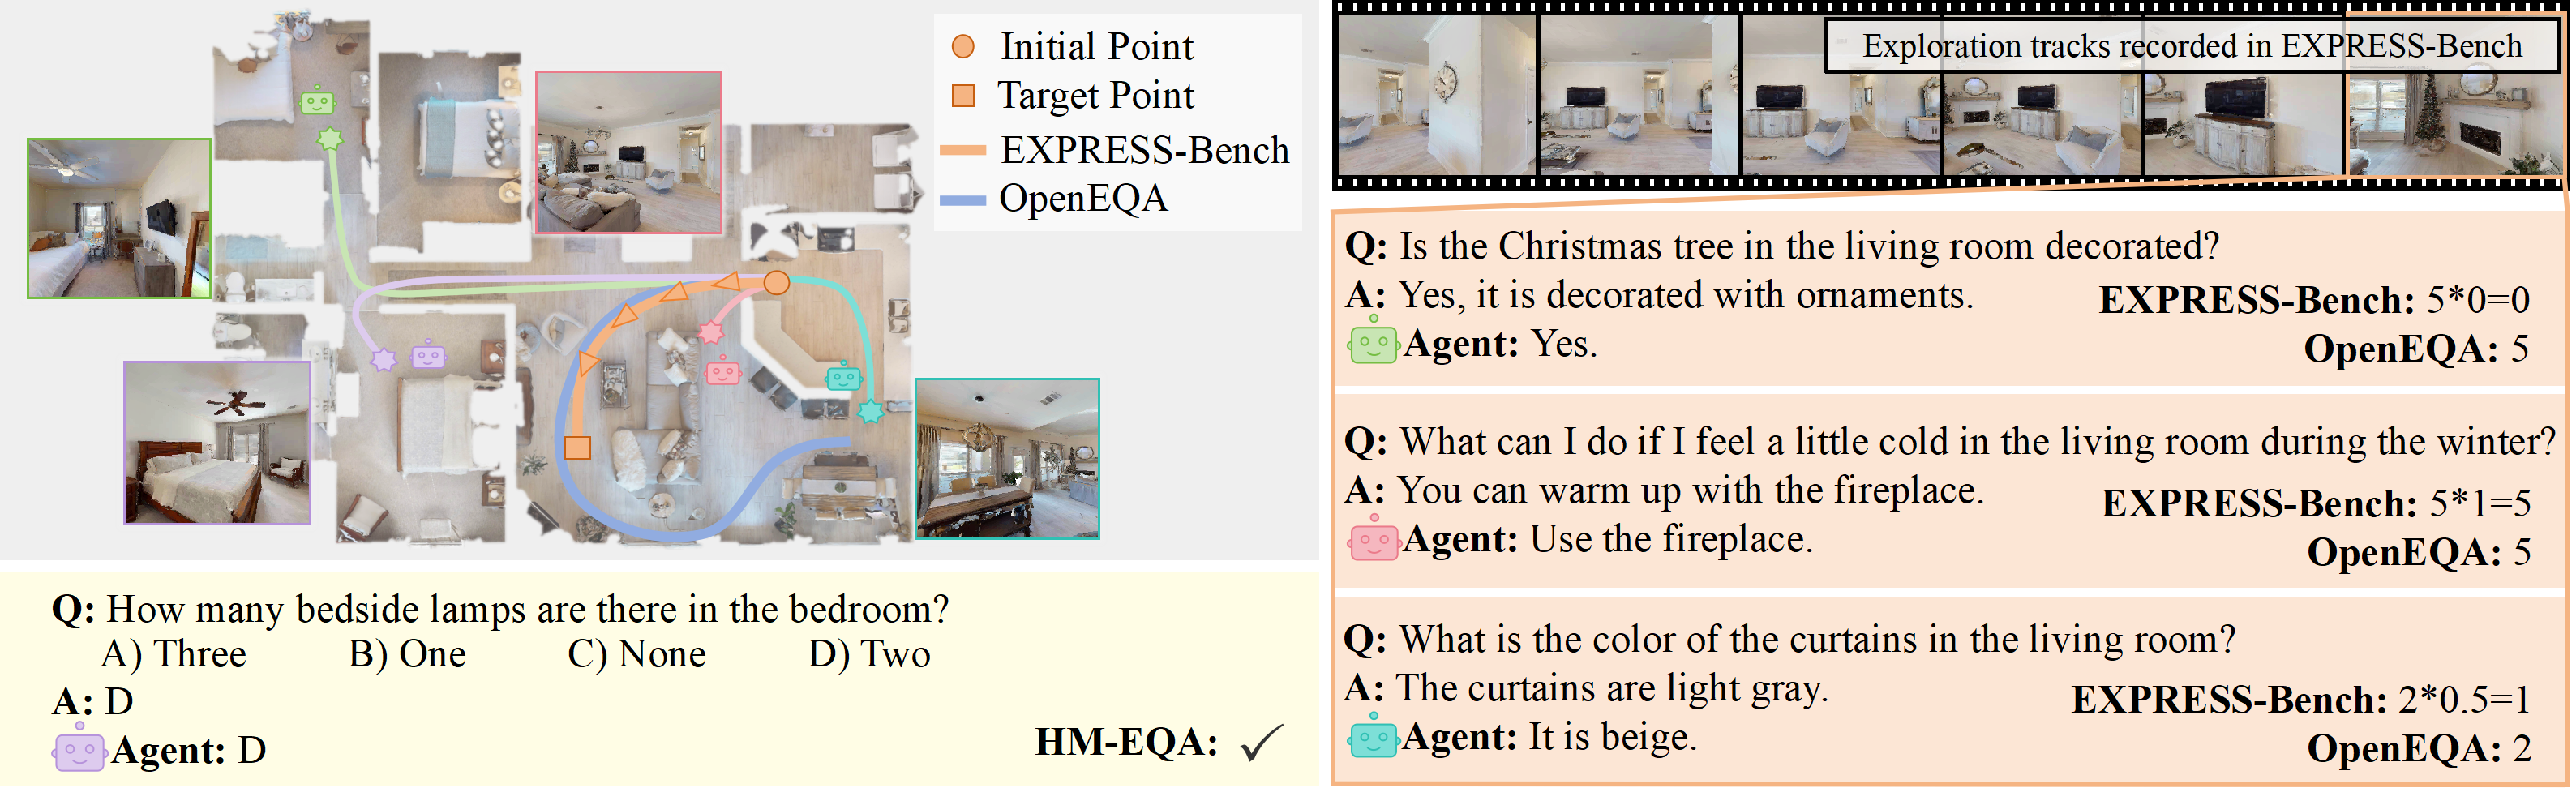 Initial Point
Target Point
EXPRESS-Bench
OpenEQA
Exploration tracks recorded in EXPRESS-Bench
Q: Is the Christmas tree in the living room decorated?
A: Yes, it is decorated with ornaments.
EXPRESS-Bench: 5*0=0
Agent: Yes.
OpenEQA: 5
Q: What can I do if I feel a little cold in the living room during the winter?
A: You can warm up with the fireplace.
EXPRESS-Bench: 5*1=5
Agent: Use the fireplace.
OpenEQA: 5
Q: What is the color of the curtains in the living room?
A: The curtains are light gray.
EXPRESS-Bench: 2*0.5=1
Agent: It is beige.
OpenEQA: 2
Q: How many bedside lamps are there in the bedroom?
A) Three B) One C) None D) Two
A: D
Agent: D
HM-EQA: ✓